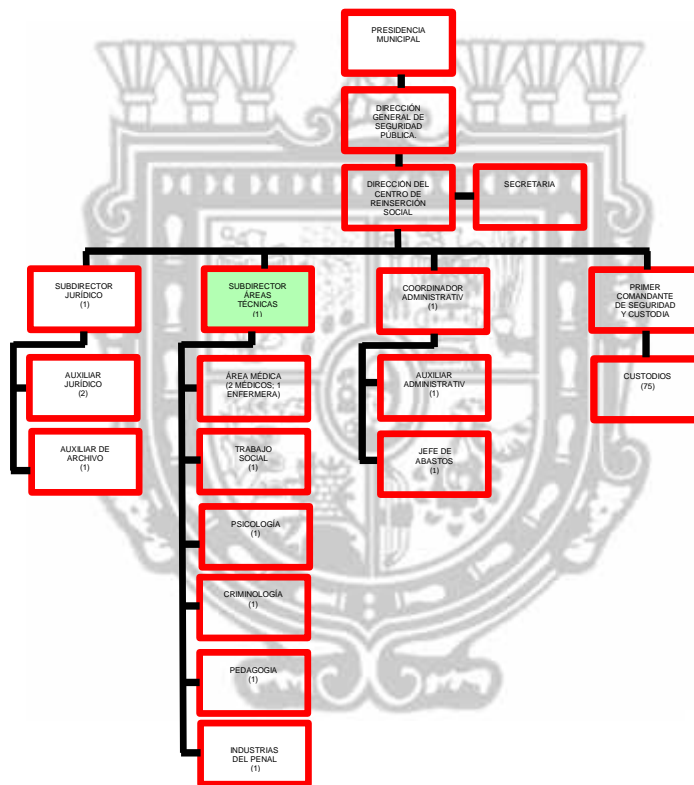 PRESIDENCIA
MUNICIPAL
DIRECCIÓN
GENERAL DE
SEGURIDAD
PÚBLICA.
DIRECCIÓN DEL
CENTRO DE
REINSERCIÓN
SOCIAL
SECRETARIA
SUBDIRECTOR
JURÍDICO
(1)
SUBDIRECTOR
ÁREAS
TÉCNICAS
(1)
COORDINADOR
ADMINISTRATIV
(1)
PRIMER
COMANDANTE
DE SEGURIDAD
Y CUSTODIA
AUXILIAR
JURÍDICO
(2)
ÁREA MÉDICA
(2 MÉDICOS; 1
ENFERMERA)
AUXILIAR
ADMINISTRATIV
(1)
CUSTODIOS
(75)
AUXILIAR DE
ARCHIVO
(1)
TRABAJO
SOCIAL
(1)
JEFE DE
ABASTOS
(1)
PSICOLOGÍA
(1)
CRIMINOLOGÍA
(1)
PEDAGOGIA
(1)
INDUSTRIAS
DEL PENAL
(1)